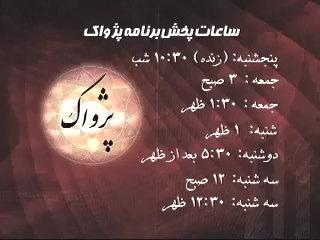 ساعات پخش برنامه پژواک
پنجشنبه: (زنده) ۱۰:۳۰ شب
جمعه : ۳ صبح
جمعه : ۱:۳۰ ظهر
شنبه: ۱ ظهر
دوشنبه: ۵:۳۰ بعد از ظهر
سه شنبه: ۱۲ صبح
سه شنبه: ۱۲:۳۰ ظهر
پژواک